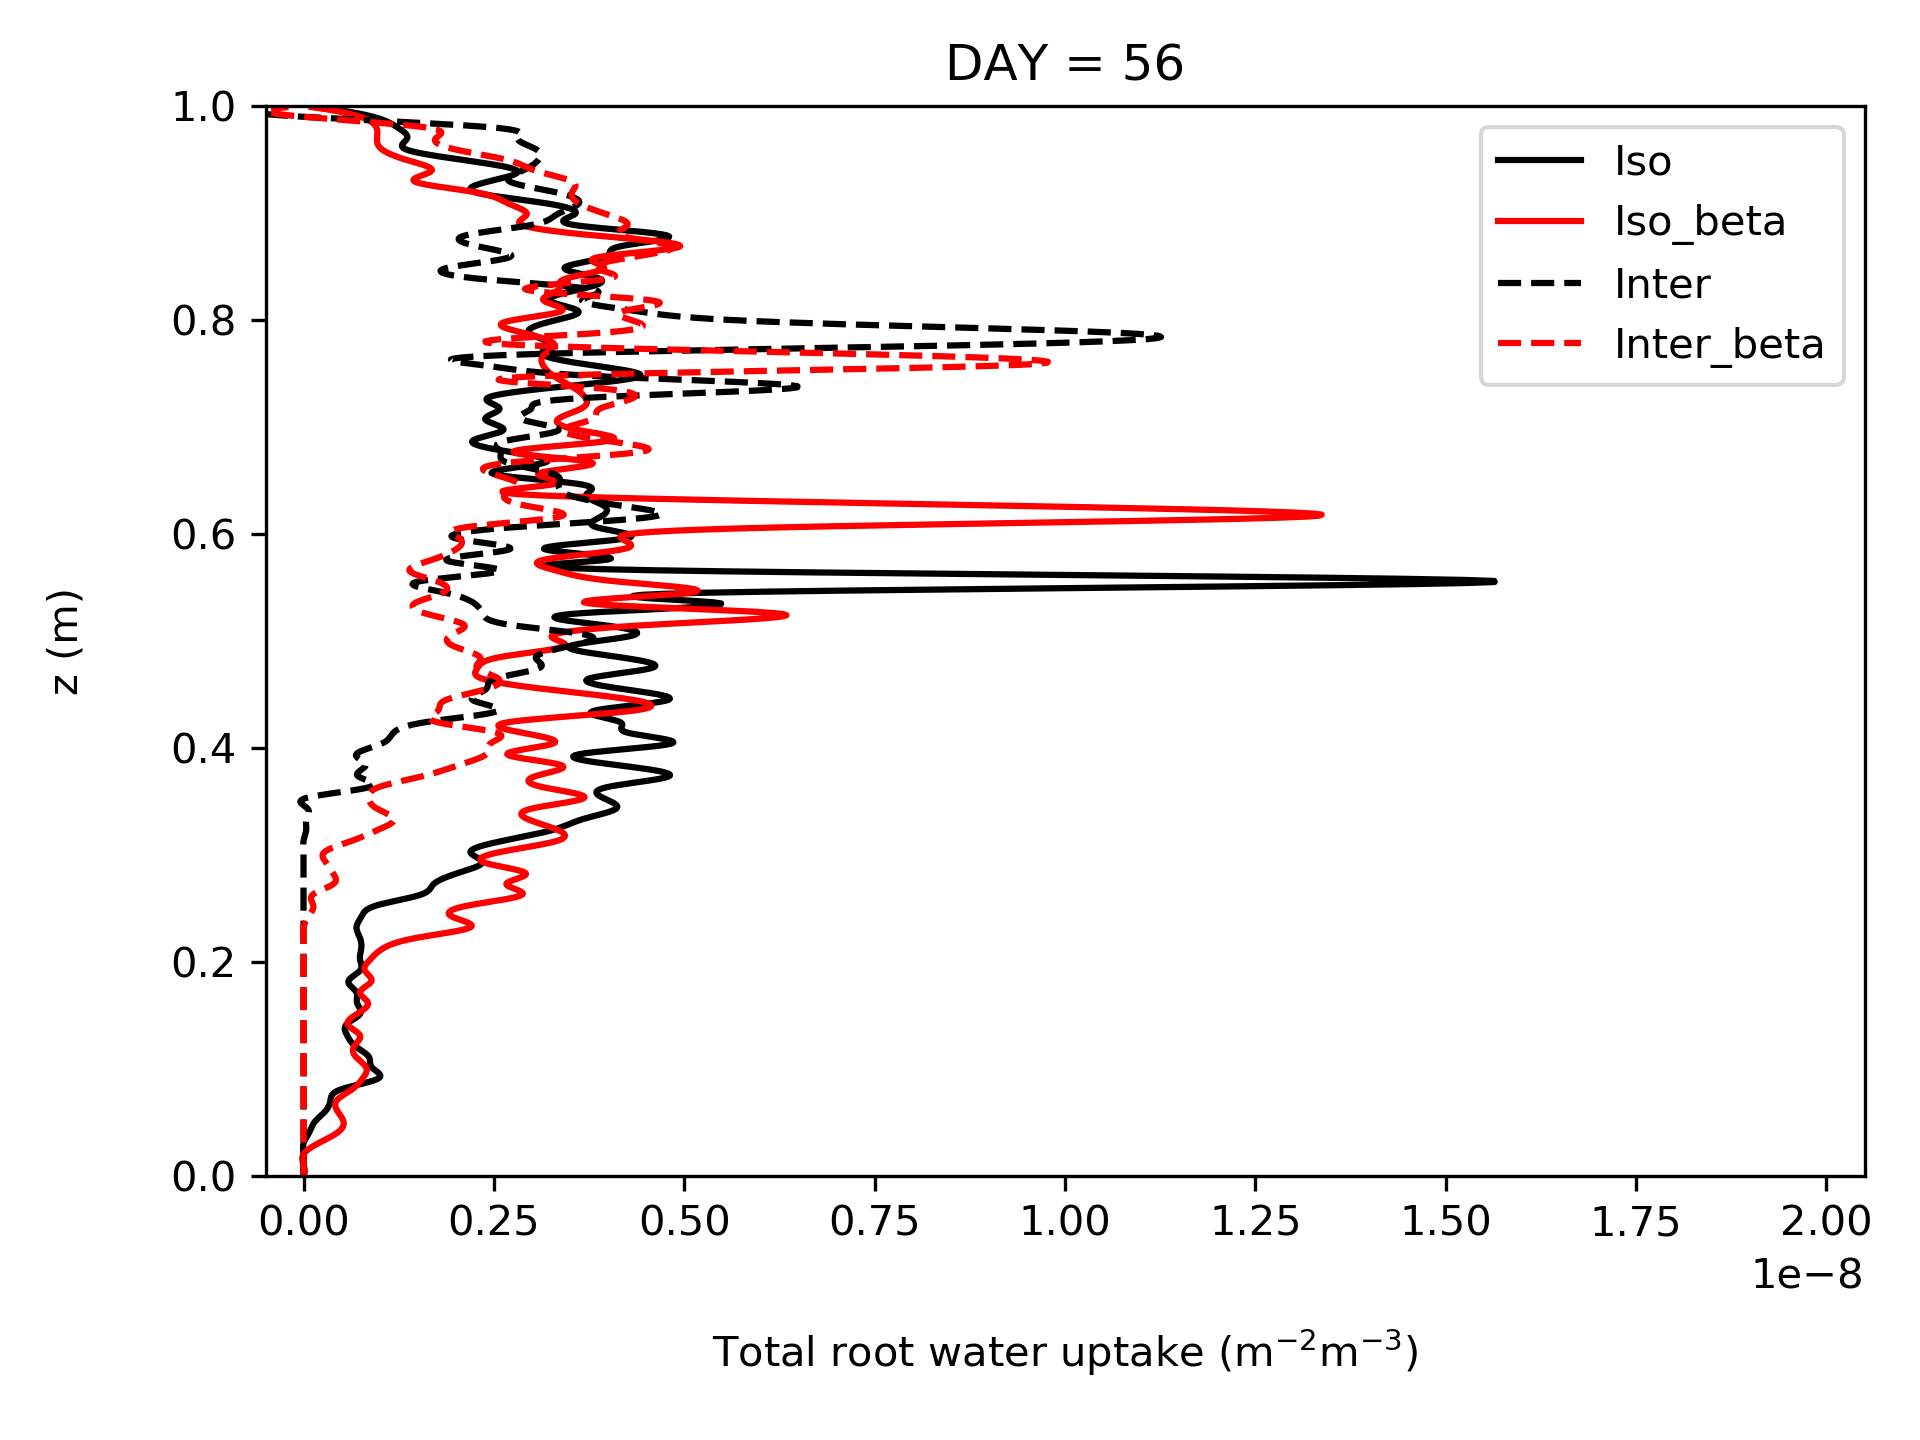 DAY = 56
1.0
0.8
0.6
0.4
0.2
0.0
z (m)
Iso
Iso_beta
Inter
Inter_beta
0.00 0.25 0.50 0.75 1.00 1.25 1.50 1.75 2.00
1e−8
Total root water uptake (m⁻²m⁻³)